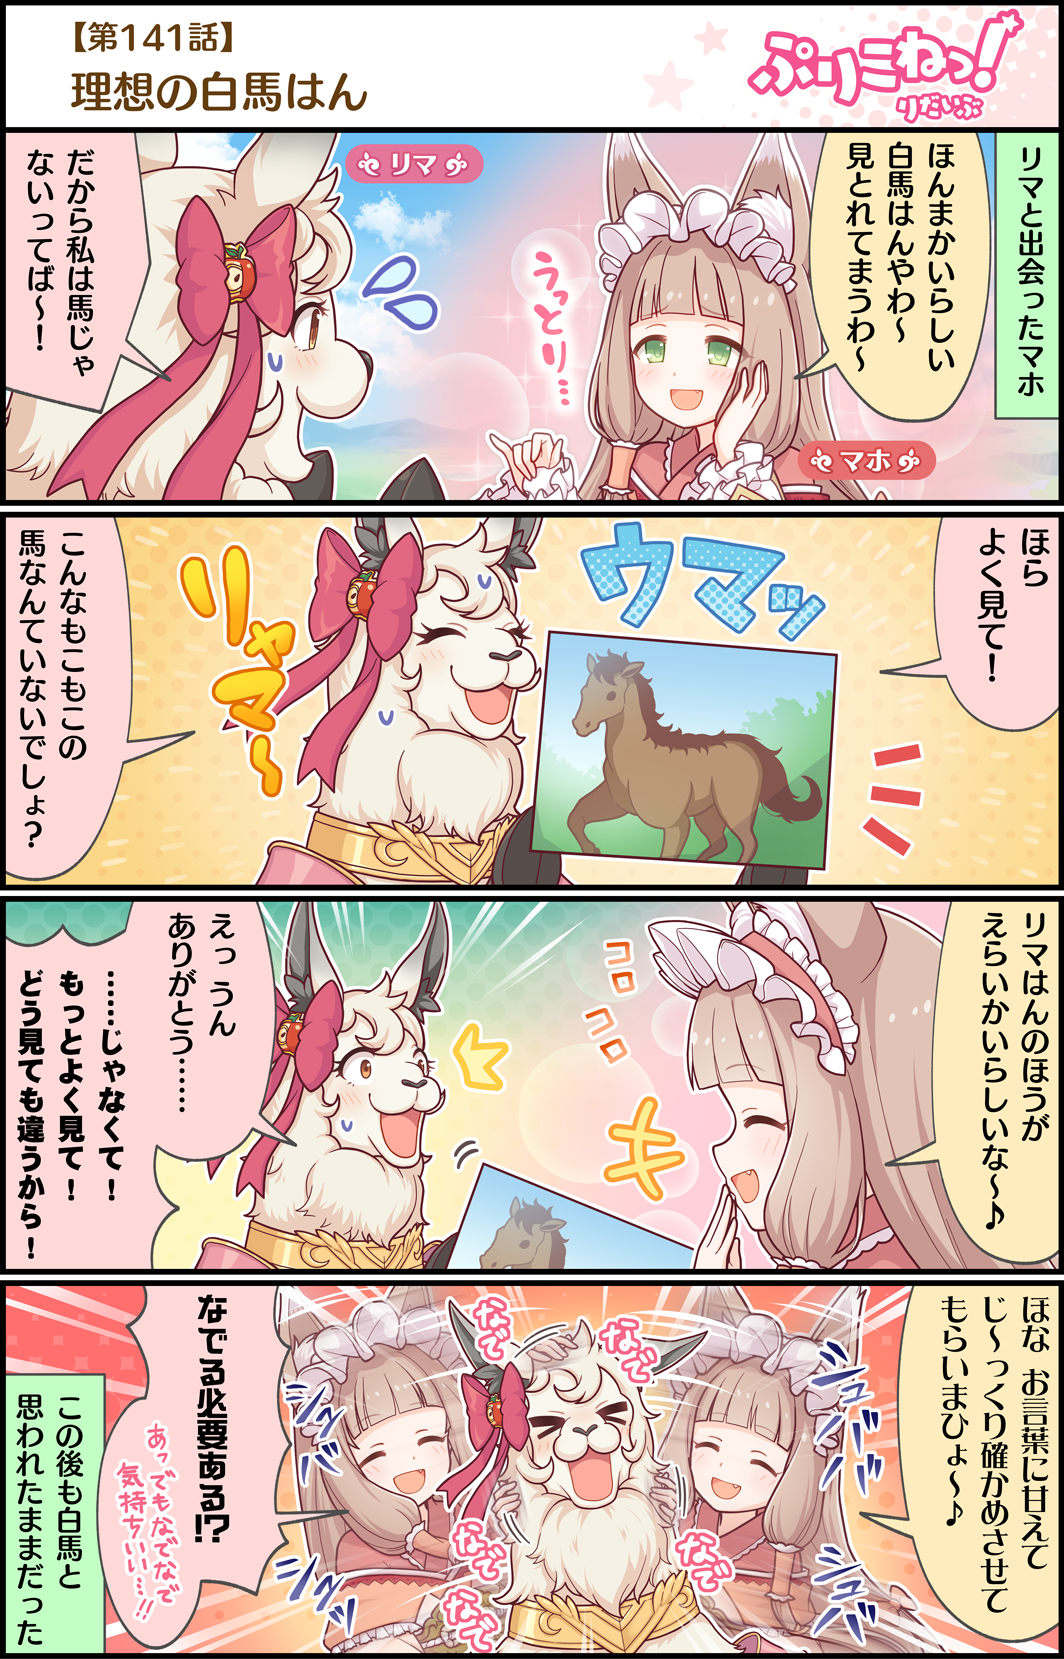 【第141話】
理想の白馬はん
ぷりこねっ!
りだいぶ
リマと出会ったマホ
ほんまかいらしい
白馬はんやわ〜
見とれてまうわ〜
うっとり…
マホ
リマ
だから私は馬じゃ
ないってば〜!
ほら
よく見て!
ウマッ
リャマ〜
こんなもこもこの
馬なんていないでしょ?
リマはんのほうが
えらいかいらしいな〜♪
コロ
コロ
キ
えっ うん
ありがとう……
……じゃなくて!
もっとよく見て!
どう見ても違うから!
ほな お言葉に甘えて
じ〜っくり確かめさせて
もらいまひょ〜♪
シュバ
シュバ
シュバ
シュバ
なで
なで
なで
なで
なで
なでる必要ある!?
あっでもなでなで
気持ちいい…!!
この後も白馬と
思われたままだった